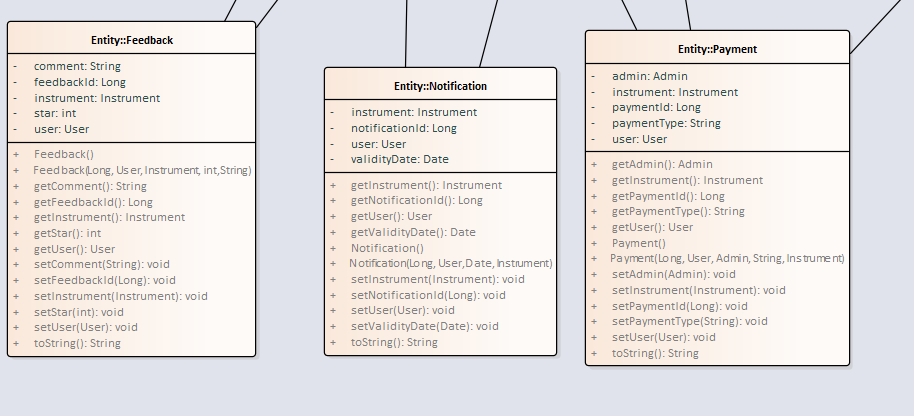 Entity::Feedback
- comment: String
- feedbackId: Long
- instrument: Instrument
- star: int
- user: User
+ Feedback()
+ Feedback(Long, User, Instrument, int, String)
+ getComment(): String
+ getFeedbackId(): Long
+ getInstrument(): Instrument
+ getStar(): int
+ getUser(): User
+ setComment(String): void
+ setFeedbackId(Long): void
+ setInstrument(Instrument): void
+ setStar(int): void
+ setUser(User): void
+ toString(): String
Entity::Notification
- instrument: Instrument
- notificationId: Long
- user: User
- validityDate: Date
+ getInstrument(): Instrument
+ getNotificationId(): Long
+ getUser(): User
+ getValidityDate(): Date
+ Notification()
+ Notification(Long, User, Date, Instrument)
+ setInstrument(Instrument): void
+ setNotificationId(Long): void
+ setUser(User): void
+ setValidityDate(Date): void
+ toString(): String
Entity::Payment
- admin: Admin
- instrument: Instrument
- paymentId: Long
- paymentType: String
- user: User
+ getAdmin(): Admin
+ getInstrument(): Instrument
+ getPaymentId(): Long
+ getPaymentType(): String
+ getUser(): User
+ Payment()
+ Payment(Long, User, Admin, String, Instrument)
+ setAdmin(Admin): void
+ setInstrument(Instrument): void
+ setPaymentId(Long): void
+ setPaymentType(String): void
+ setUser(User): void
+ toString(): String